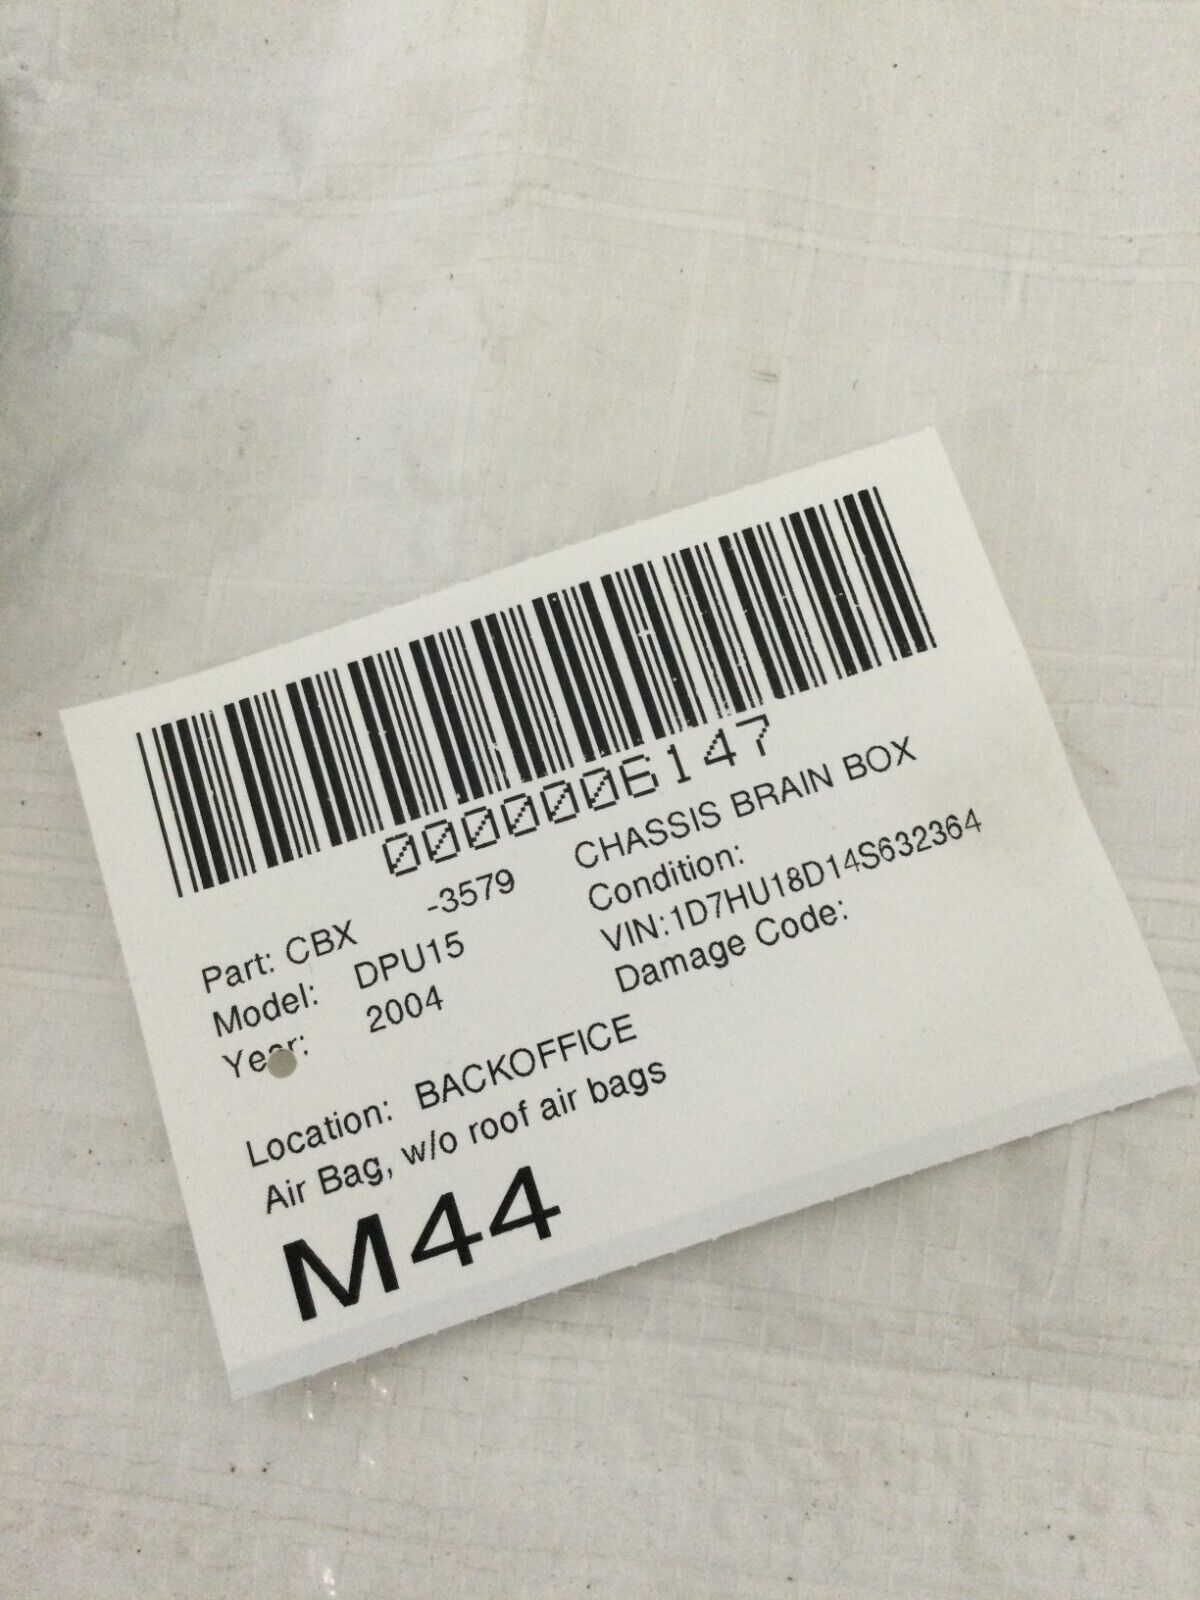 0000006147
Part: CBX -3579 CHASSIS BRAIN BOX
Model: DPU15 Condition:
Year: 2004 VIN:1D7HU18D14S632364
Damage Code:
Location: BACKOFFICE
Air Bag, w/o roof air bags
M44